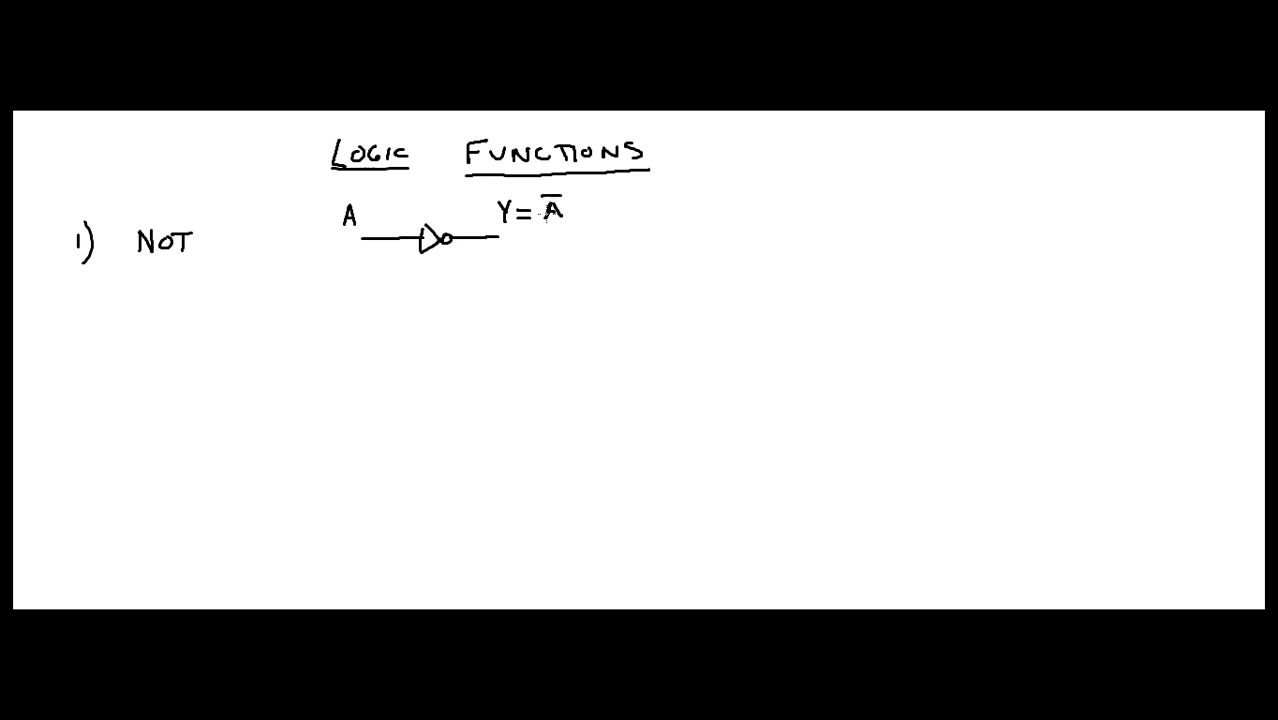 LOGIC FUNCTIONS
A Y = A̅
1) NOT